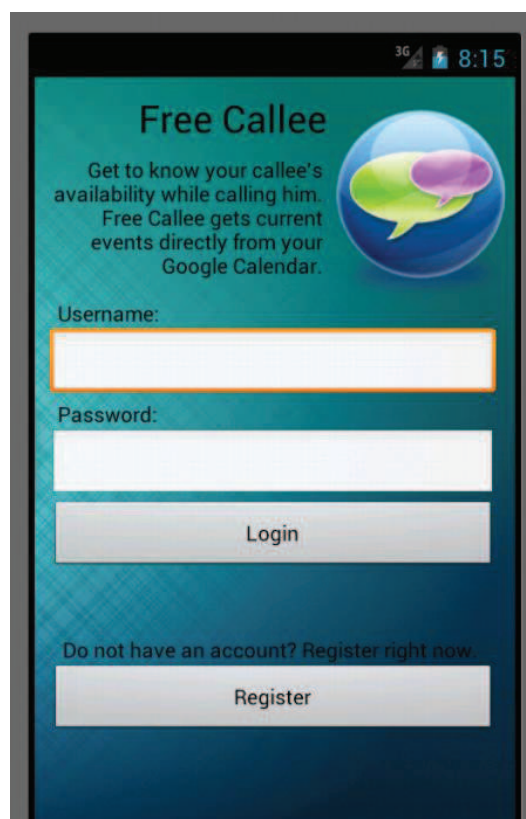 3G 8:15
Free Callee
Get to know your callee's
availability while calling him.
Free Callee gets current
events directly from your
Google Calendar.
Username:
Password:
Login
Do not have an account? Register right now.
Register